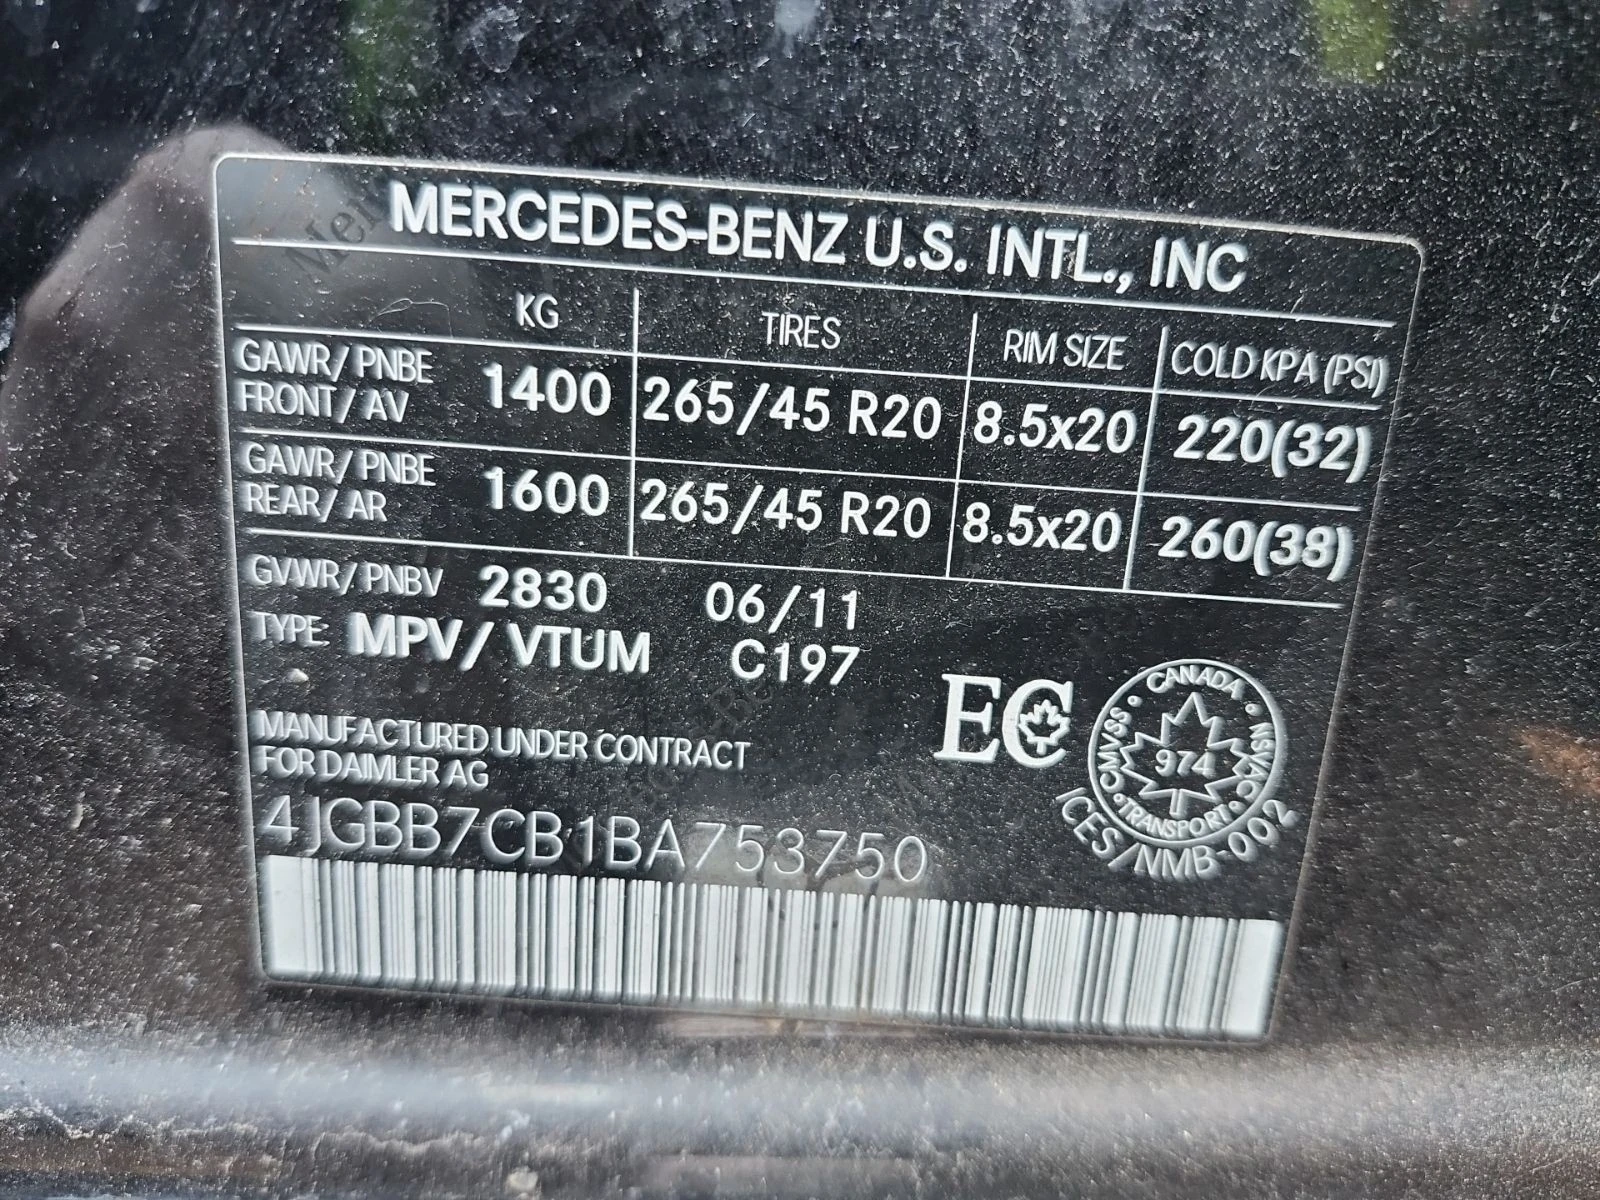 MERCEDES-BENZ U.S. INTL., INC
KG TIRES RIM SIZE COLD KPA (PSI)
GAWR/PNBE FRONT/AV 1400 265/45 R20 8.5x20 220(32)
GAWR/PNBE REAR/AR 1600 265/45 R20 8.5x20 260(38)
GVWR/PNBV 2830 06/11
TYPE: MPV/VTUM C197
MANUFACTURED UNDER CONTRACT
FOR DAIMLER AG
4JGBB7CB1BA753750
EC
CANADA
CMVSS · NSVAC
974
TRANSPORT
ICES/NMB-002